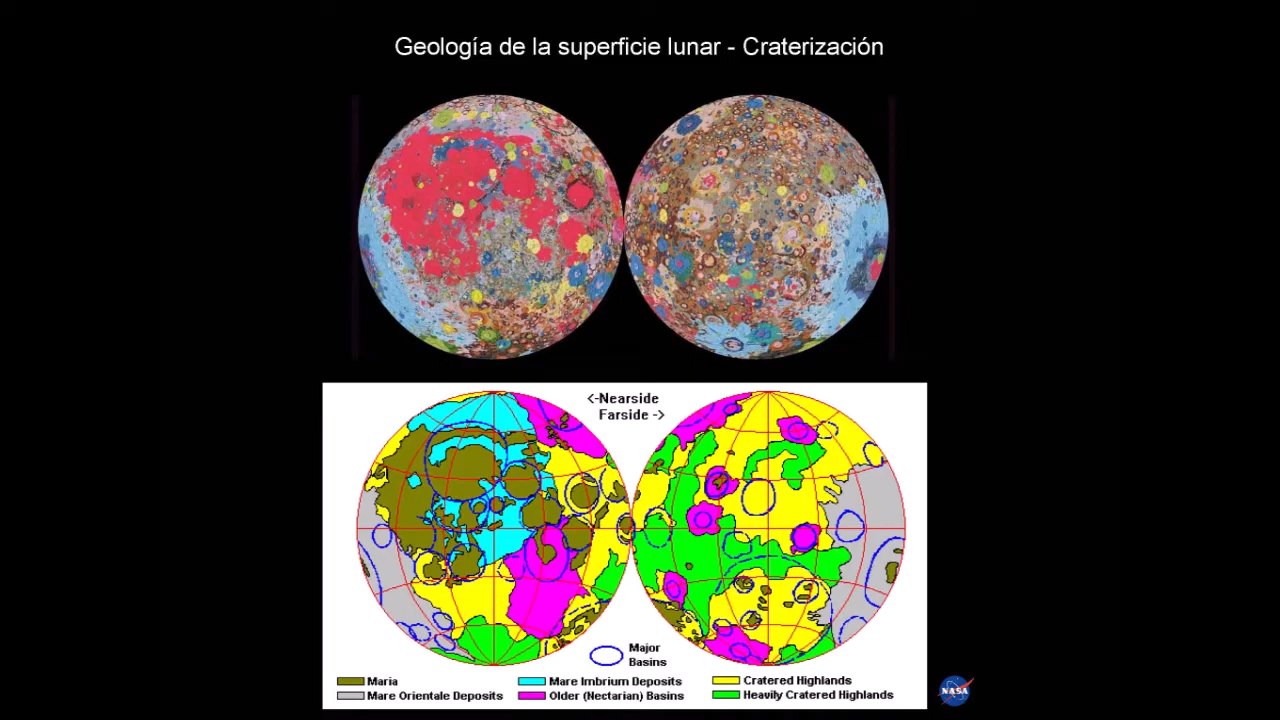 Geología de la superficie lunar - Craterización
<-Nearside
Farside ->
Major
Basins
Maria
Mare Imbrium Deposits
Cratered Highlands
Mare Orientale Deposits
Older (Nectarian) Basins
Heavily Cratered Highlands
NASA